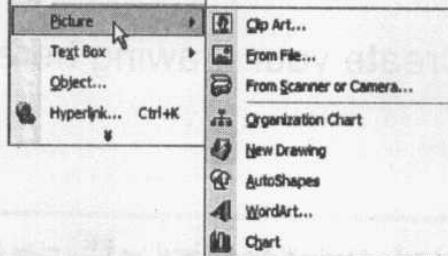 Picture
Text Box
Object...
Hyperlink... Ctrl+K
Clip Art...
From File...
From Scanner or Camera...
Organization Chart
New Drawing
AutoShapes
WordArt...
Chart